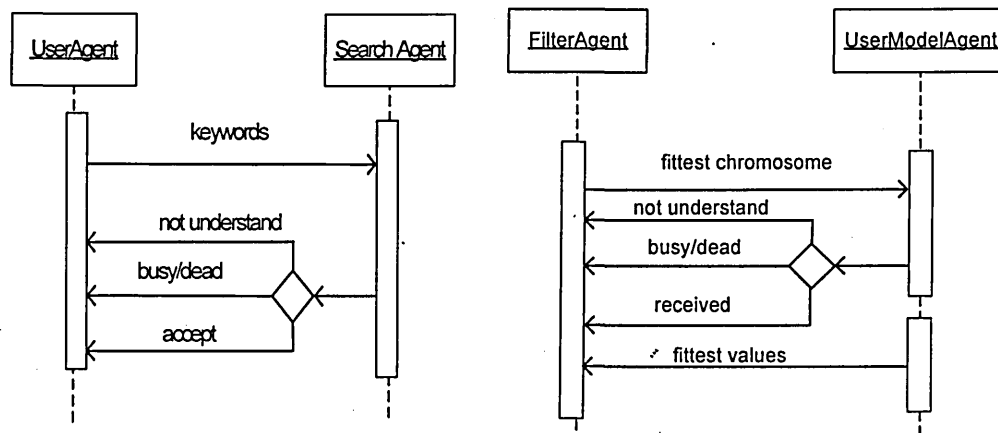 UserAgent
Search Agent
keywords
not understand
busy/dead
accept
FilterAgent
UserModelAgent
fittest chromosome
not understand
busy/dead
received
fittest values